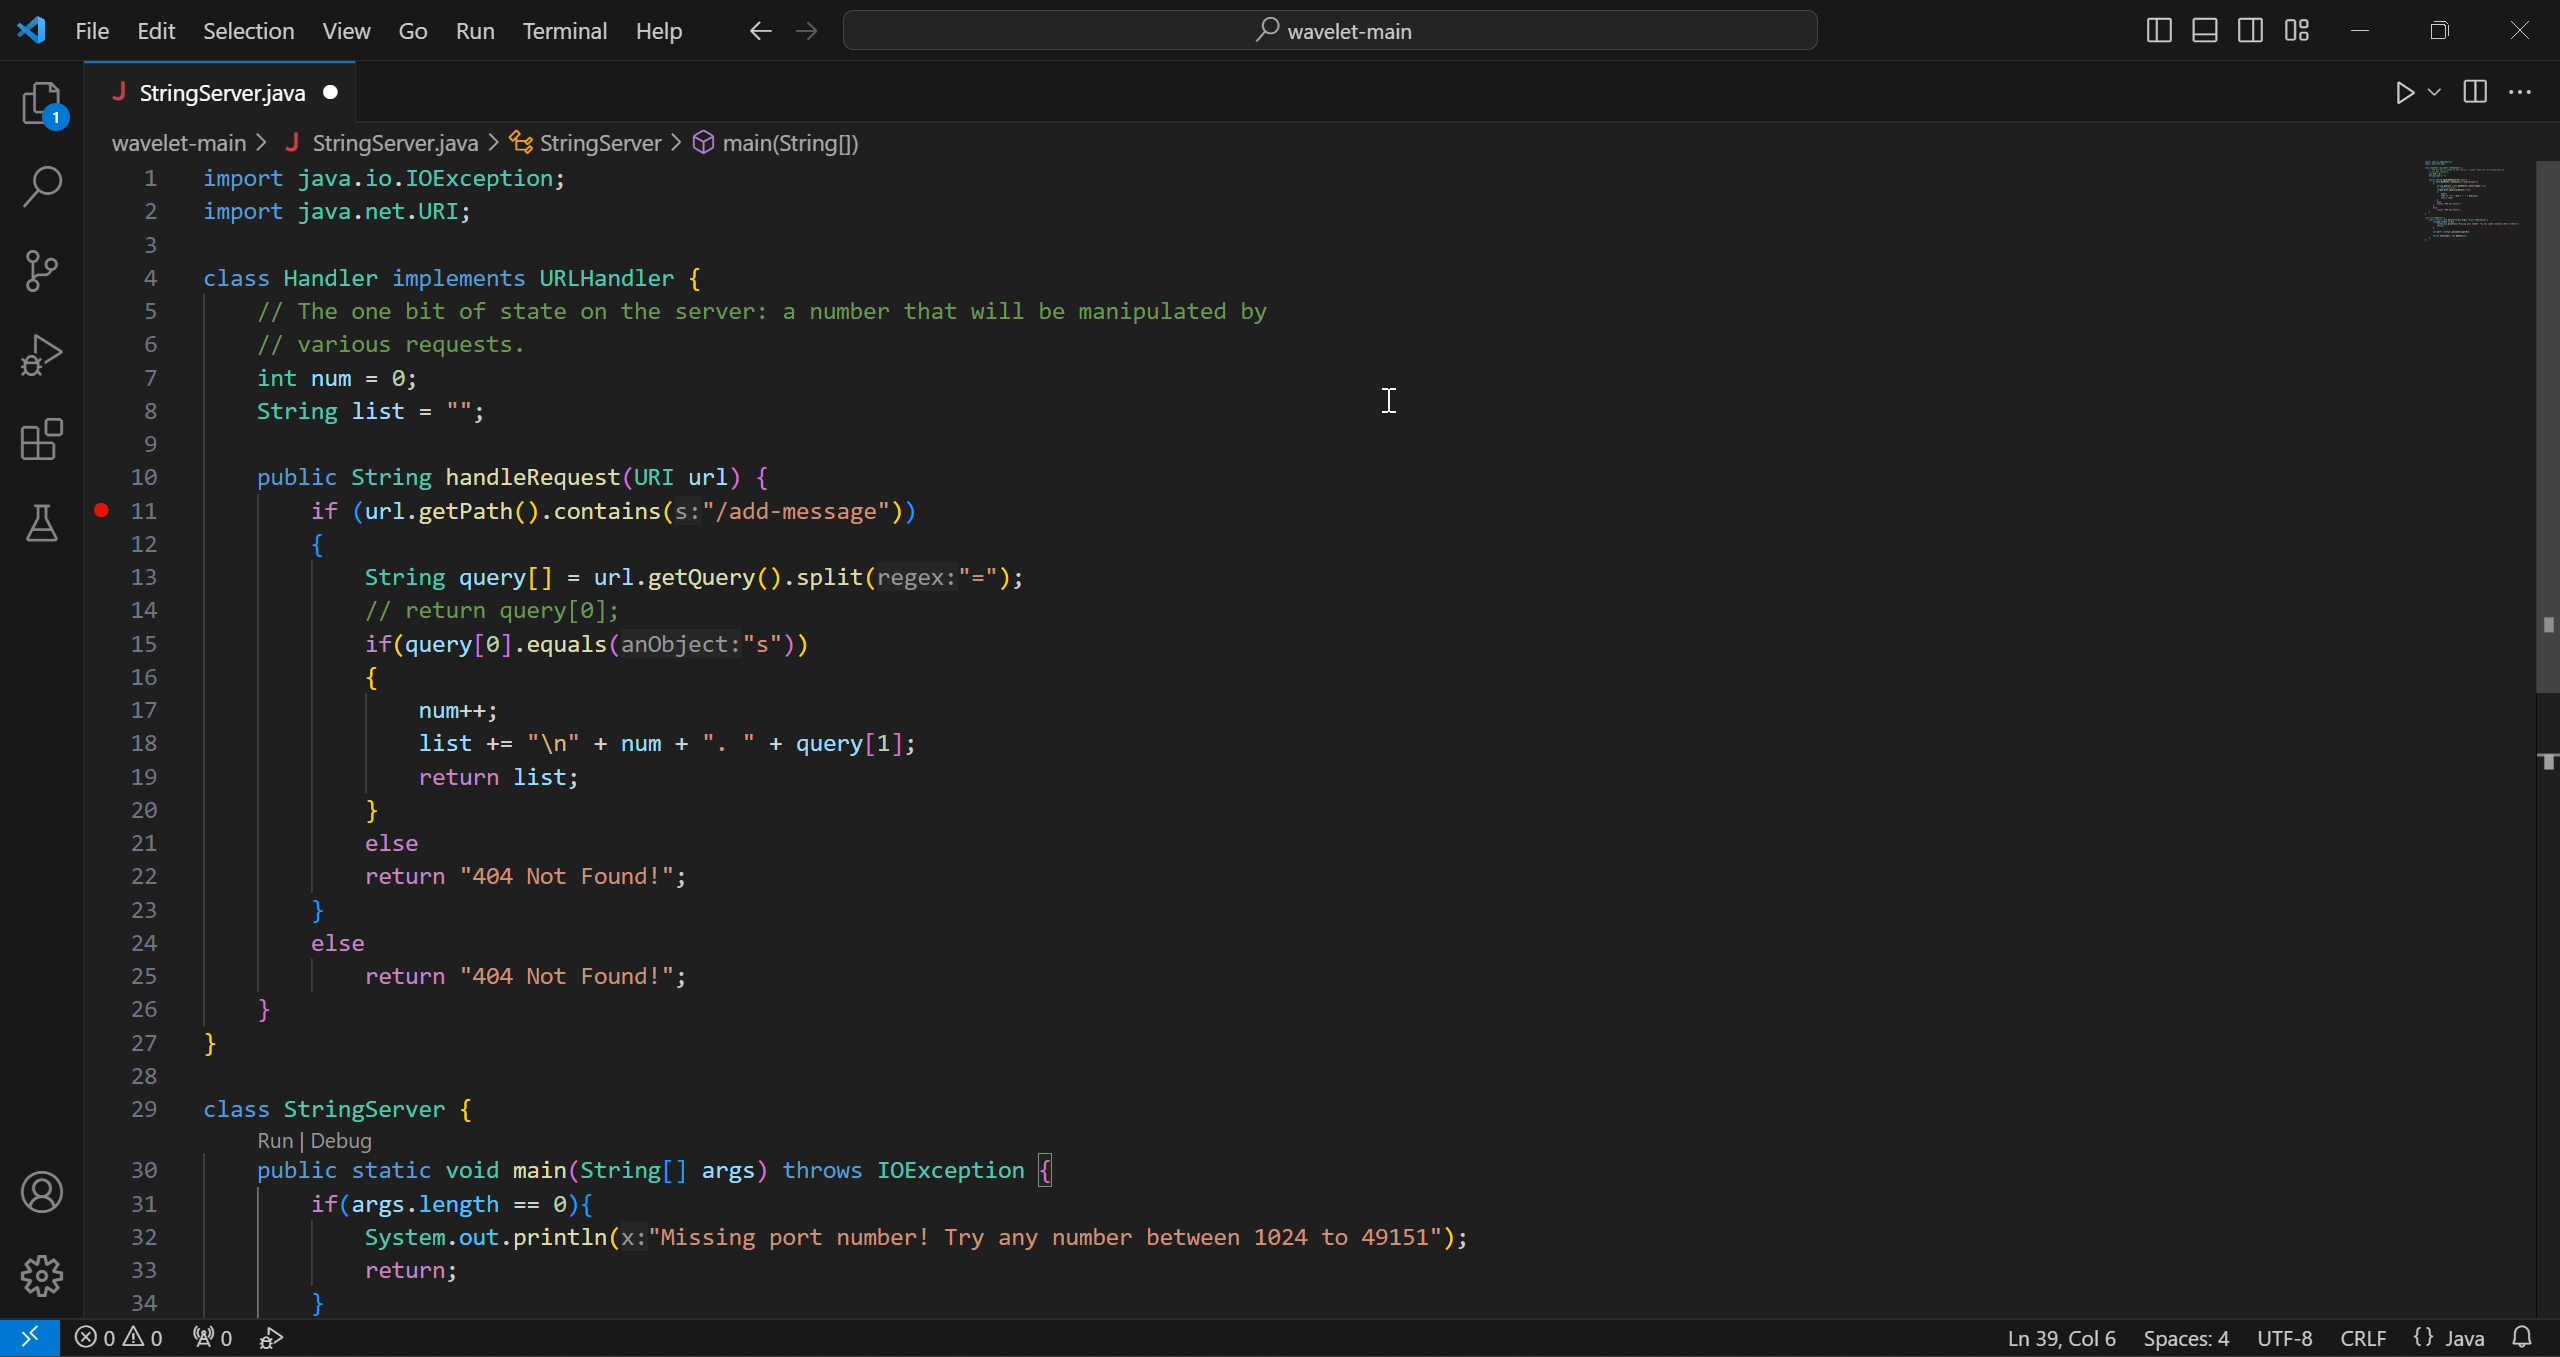 File Edit Selection View Go Run Terminal Help wavelet-main
StringServer.java
1
wavelet-main > StringServer.java > StringServer > main(String[])
1 import java.io.IOException;
2 import java.net.URI;
3
4 class Handler implements URLHandler {
5 // The one bit of state on the server: a number that will be manipulated by
6 // various requests.
7 int num = 0;
8 String list = "";
9
10 public String handleRequest(URI url) {
11 if (url.getPath().contains(s:"/add-message"))
12 {
13 String query[] = url.getQuery().split(regex:"=");
14 // return query[0];
15 if(query[0].equals(anObject:"s"))
16 {
17 num++;
18 list += "\n" + num + ". " + query[1];
19 return list;
20 }
21 else
22 return "404 Not Found!";
23 }
24 else
25 return "404 Not Found!";
26 }
27 }
28
29 class StringServer {
Run | Debug
30 public static void main(String[] args) throws IOException {
31 if(args.length == 0){
32 System.out.println(x:"Missing port number! Try any number between 1024 to 49151");
33 return;
34 }
0 0 0 Ln 39, Col 6 Spaces: 4 UTF-8 CRLF {} Java